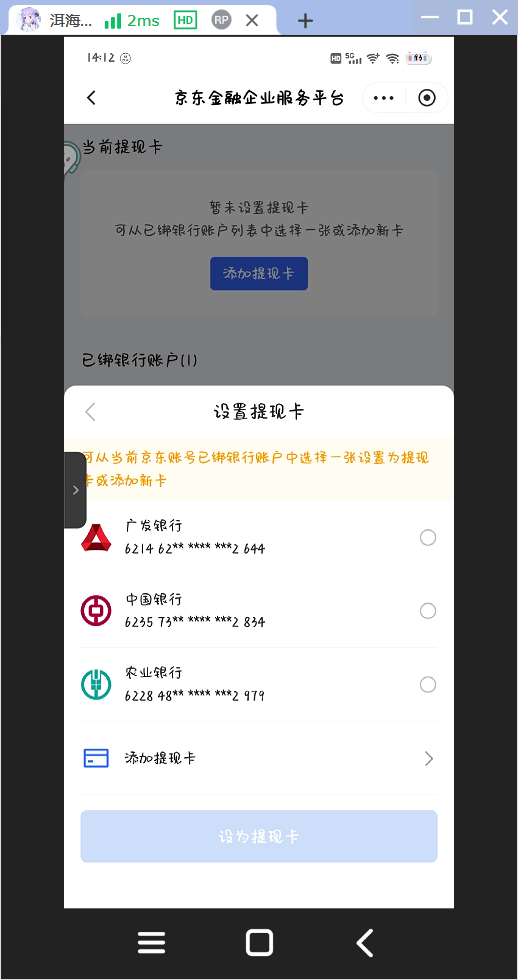 洱海... 2ms HD RP
14:12 HD 5G
京东金融企业服务平台
当前提现卡
暂未设置提现卡
可从已绑银行账户列表中选择一张或添加新卡
添加提现卡
已绑银行账户(1)
设置提现卡
可从当前京东账号已绑银行账户中选择一张设置为提现
卡或添加新卡
广发银行
6214 62** **** ***2 644
中国银行
6235 73** **** ***2 834
农业银行
6228 48** **** ***2 979
添加提现卡
设为提现卡